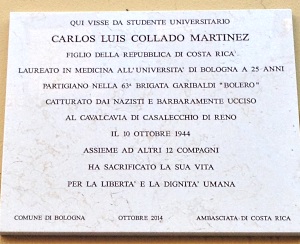 QUI VISSE DA STUDENTE UNIVERSITARIO
CARLOS LUIS COLLADO MARTINEZ
FIGLIO DELLA REPUBBLICA DI COSTA RICA'
LAUREATO IN MEDICINA ALL'UNIVERSITA' DI BOLOGNA A 25 ANNI
PARTIGIANO NELLA 63ª BRIGATA GARIBALDI "BOLERO"
CATTURATO DAI NAZISTI E BARBARAMENTE UCCISO
AL CAVALCAVIA DI CASALECCHIO DI RENO
IL 10 OTTOBRE 1944
ASSIEME AD ALTRI 12 COMPAGNI
HA SACRIFICATO LA SUA VITA
PER LA LIBERTA' E LA DIGNITA' UMANA
COMUNE DI BOLOGNA OTTOBRE 2014 AMBASCIATA DI COSTA RICA